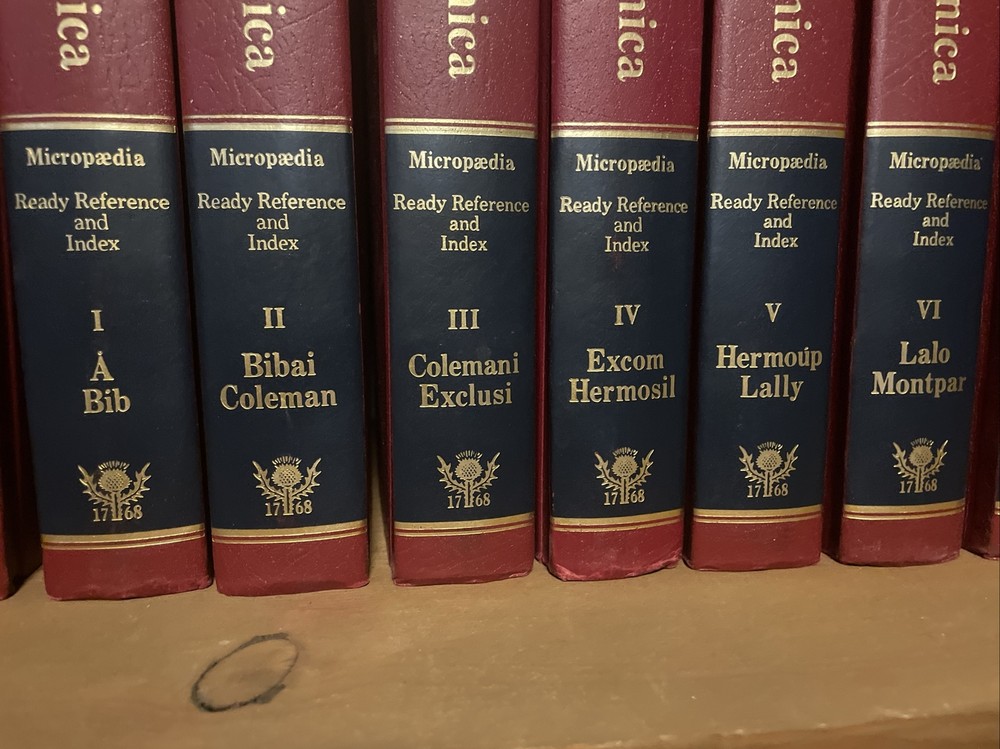 ica
Micropædia
Ready Reference
and
Index
I
Å
Bib
1768
ica
Micropædia
Ready Reference
and
Index
II
Bibai
Coleman
1768
nica
Micropædia
Ready Reference
and
Index
III
Colemani
Exclusi
1768
nica
Micropædia
Ready Reference
and
Index
IV
Excom
Hermosil
1768
nica
Micropædia
Ready Reference
and
Index
V
Hermoúp
Lally
1768
nica
Micropædia
Ready Reference
and
Index
VI
Lalo
Montpar
1768